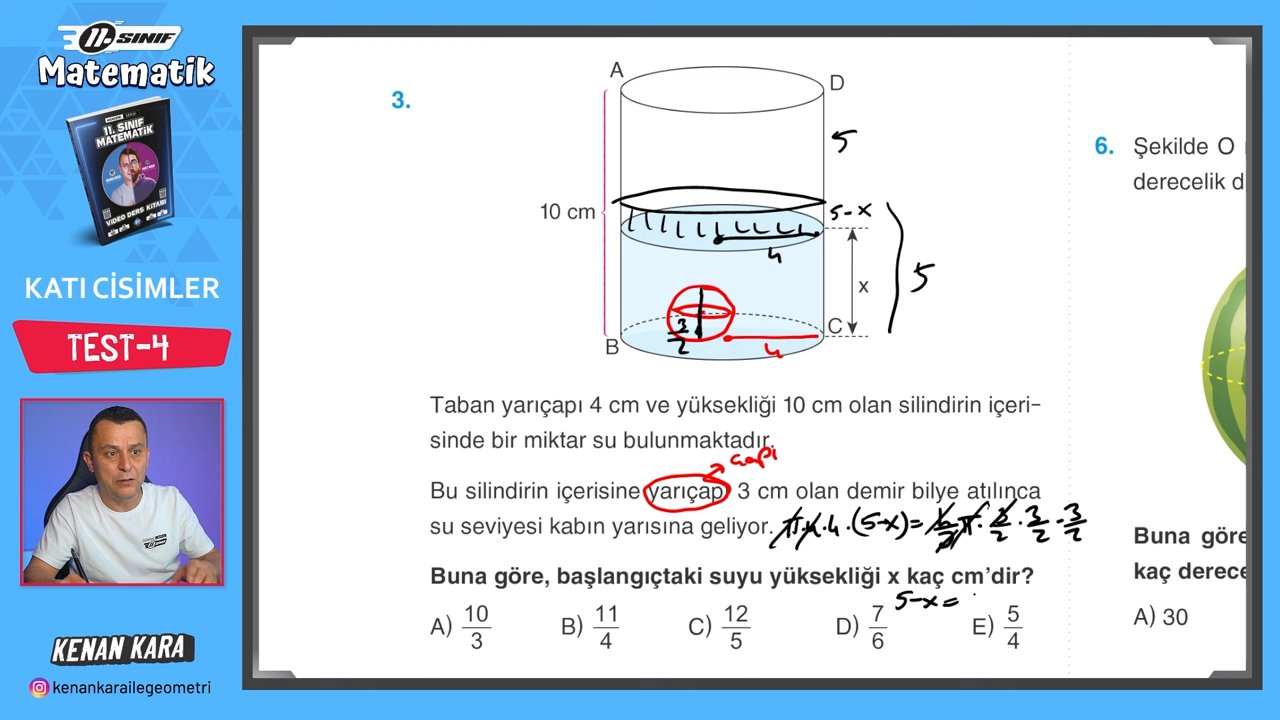 11. SINIF
Matematik
11. SINIF
MATEMATİK
VİDEO DERS KİTABI
KATI CİSİMLER
TEST-4
KENAN KARA
kenankarailegeometri
3.
A
D
5
10 cm
5-x
4
x
5
3/2
C
B
4
Taban yarıçapı 4 cm ve yüksekliği 10 cm olan silindirin içeri-
sinde bir miktar su bulunmaktadır.
çapı
Bu silindirin içerisine yarıçap 3 cm olan demir bilye atılınca
su seviyesi kabın yarısına geliyor.
Buna göre, başlangıçtaki suyu yüksekliği x kaç cm'dir?
5-x=
A) 10/3 B) 11/4 C) 12/5 D) 7/6 E) 5/4
6. Şekilde O
derecelik d
Buna göre
kaç derece
A) 30